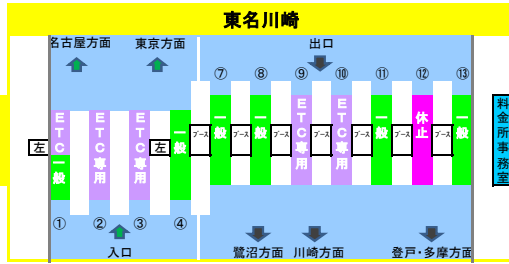 東名川崎
名古屋方面 東京方面 出口
⑦ ⑧ ⑨ ⑩ ⑪ ⑫ ⑬
左 ETC一般 ETC専用 ETC専用 左 一般 ブース 一般 ブース 一般 ブース ETC専用 ブース ETC専用 ブース 一般 ブース 休止 ブース 一般 料金所事務室
① ② ③ ④
入口 鷺沼方面 川崎方面 登戸・多摩方面